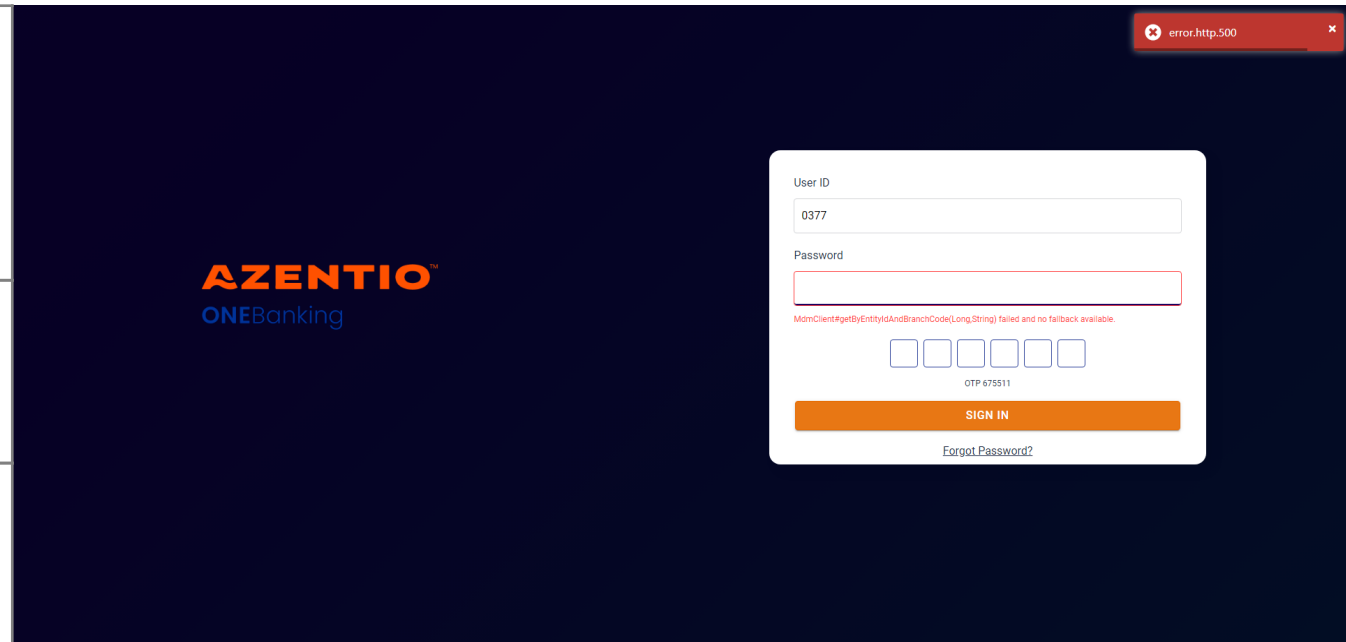 error.http.500
User ID
0377
Password
AZENTIO™
ONEBanking
MdmClient#getByEntityIdAndBranchCode(Long,String) failed and no fallback available.
OTP 675511
SIGN IN
Forgot Password?